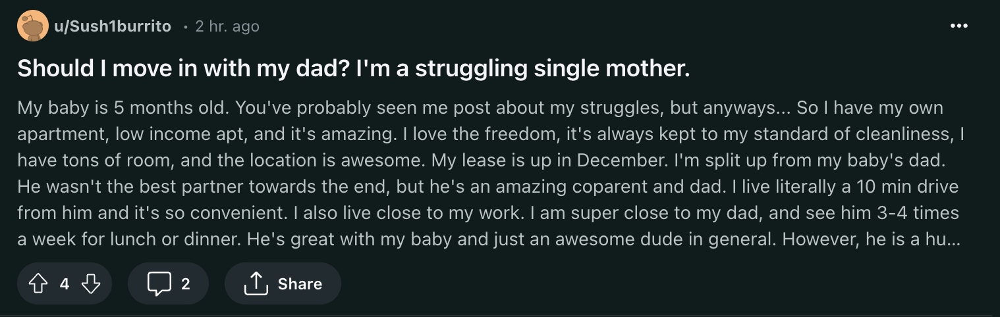 u/Sush1burrito • 2 hr. ago
Should I move in with my dad? I'm a struggling single mother.
My baby is 5 months old. You've probably seen me post about my struggles, but anyways... So I have my own
apartment, low income apt, and it's amazing. I love the freedom, it's always kept to my standard of cleanliness, I
have tons of room, and the location is awesome. My lease is up in December. I'm split up from my baby's dad.
He wasn't the best partner towards the end, but he's an amazing coparent and dad. I live literally a 10 min drive
from him and it's so convenient. I also live close to my work. I am super close to my dad, and see him 3-4 times
a week for lunch or dinner. He's great with my baby and just an awesome dude in general. However, he is a hu...
4 2 Share